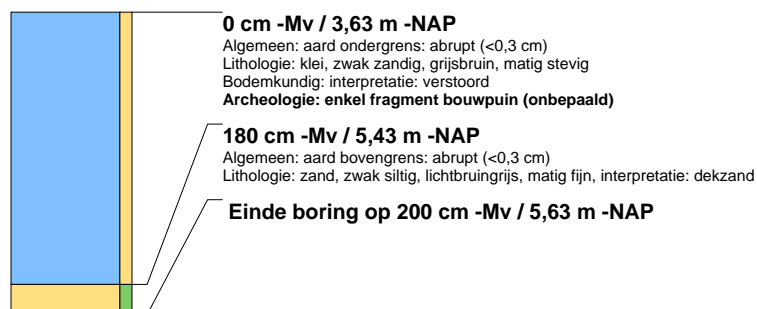 0 cm -Mv / 3,63 m -NAP
Algemeen: aard ondergrens: abrupt (<0,3 cm)
Lithologie: klei, zwak zandig, grijsbruin, matig stevig
Bodemkundig: interpretatie: verstoord
Archeologie: enkel fragment bouwpuin (onbepaald)
180 cm -Mv / 5,43 m -NAP
Algemeen: aard bovengrens: abrupt (<0,3 cm)
Lithologie: zand, zwak siltig, lichtbruingrijs, matig fijn, interpretatie: dekzand
Einde boring op 200 cm -Mv / 5,63 m -NAP